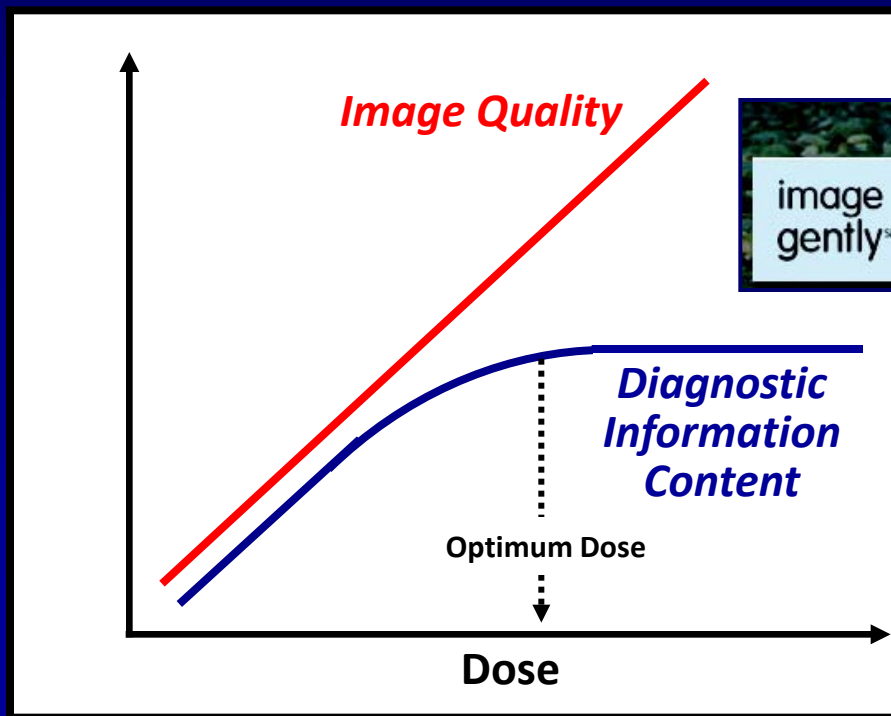 Image Quality
image
gently
Diagnostic
Information
Content
Optimum Dose
Dose